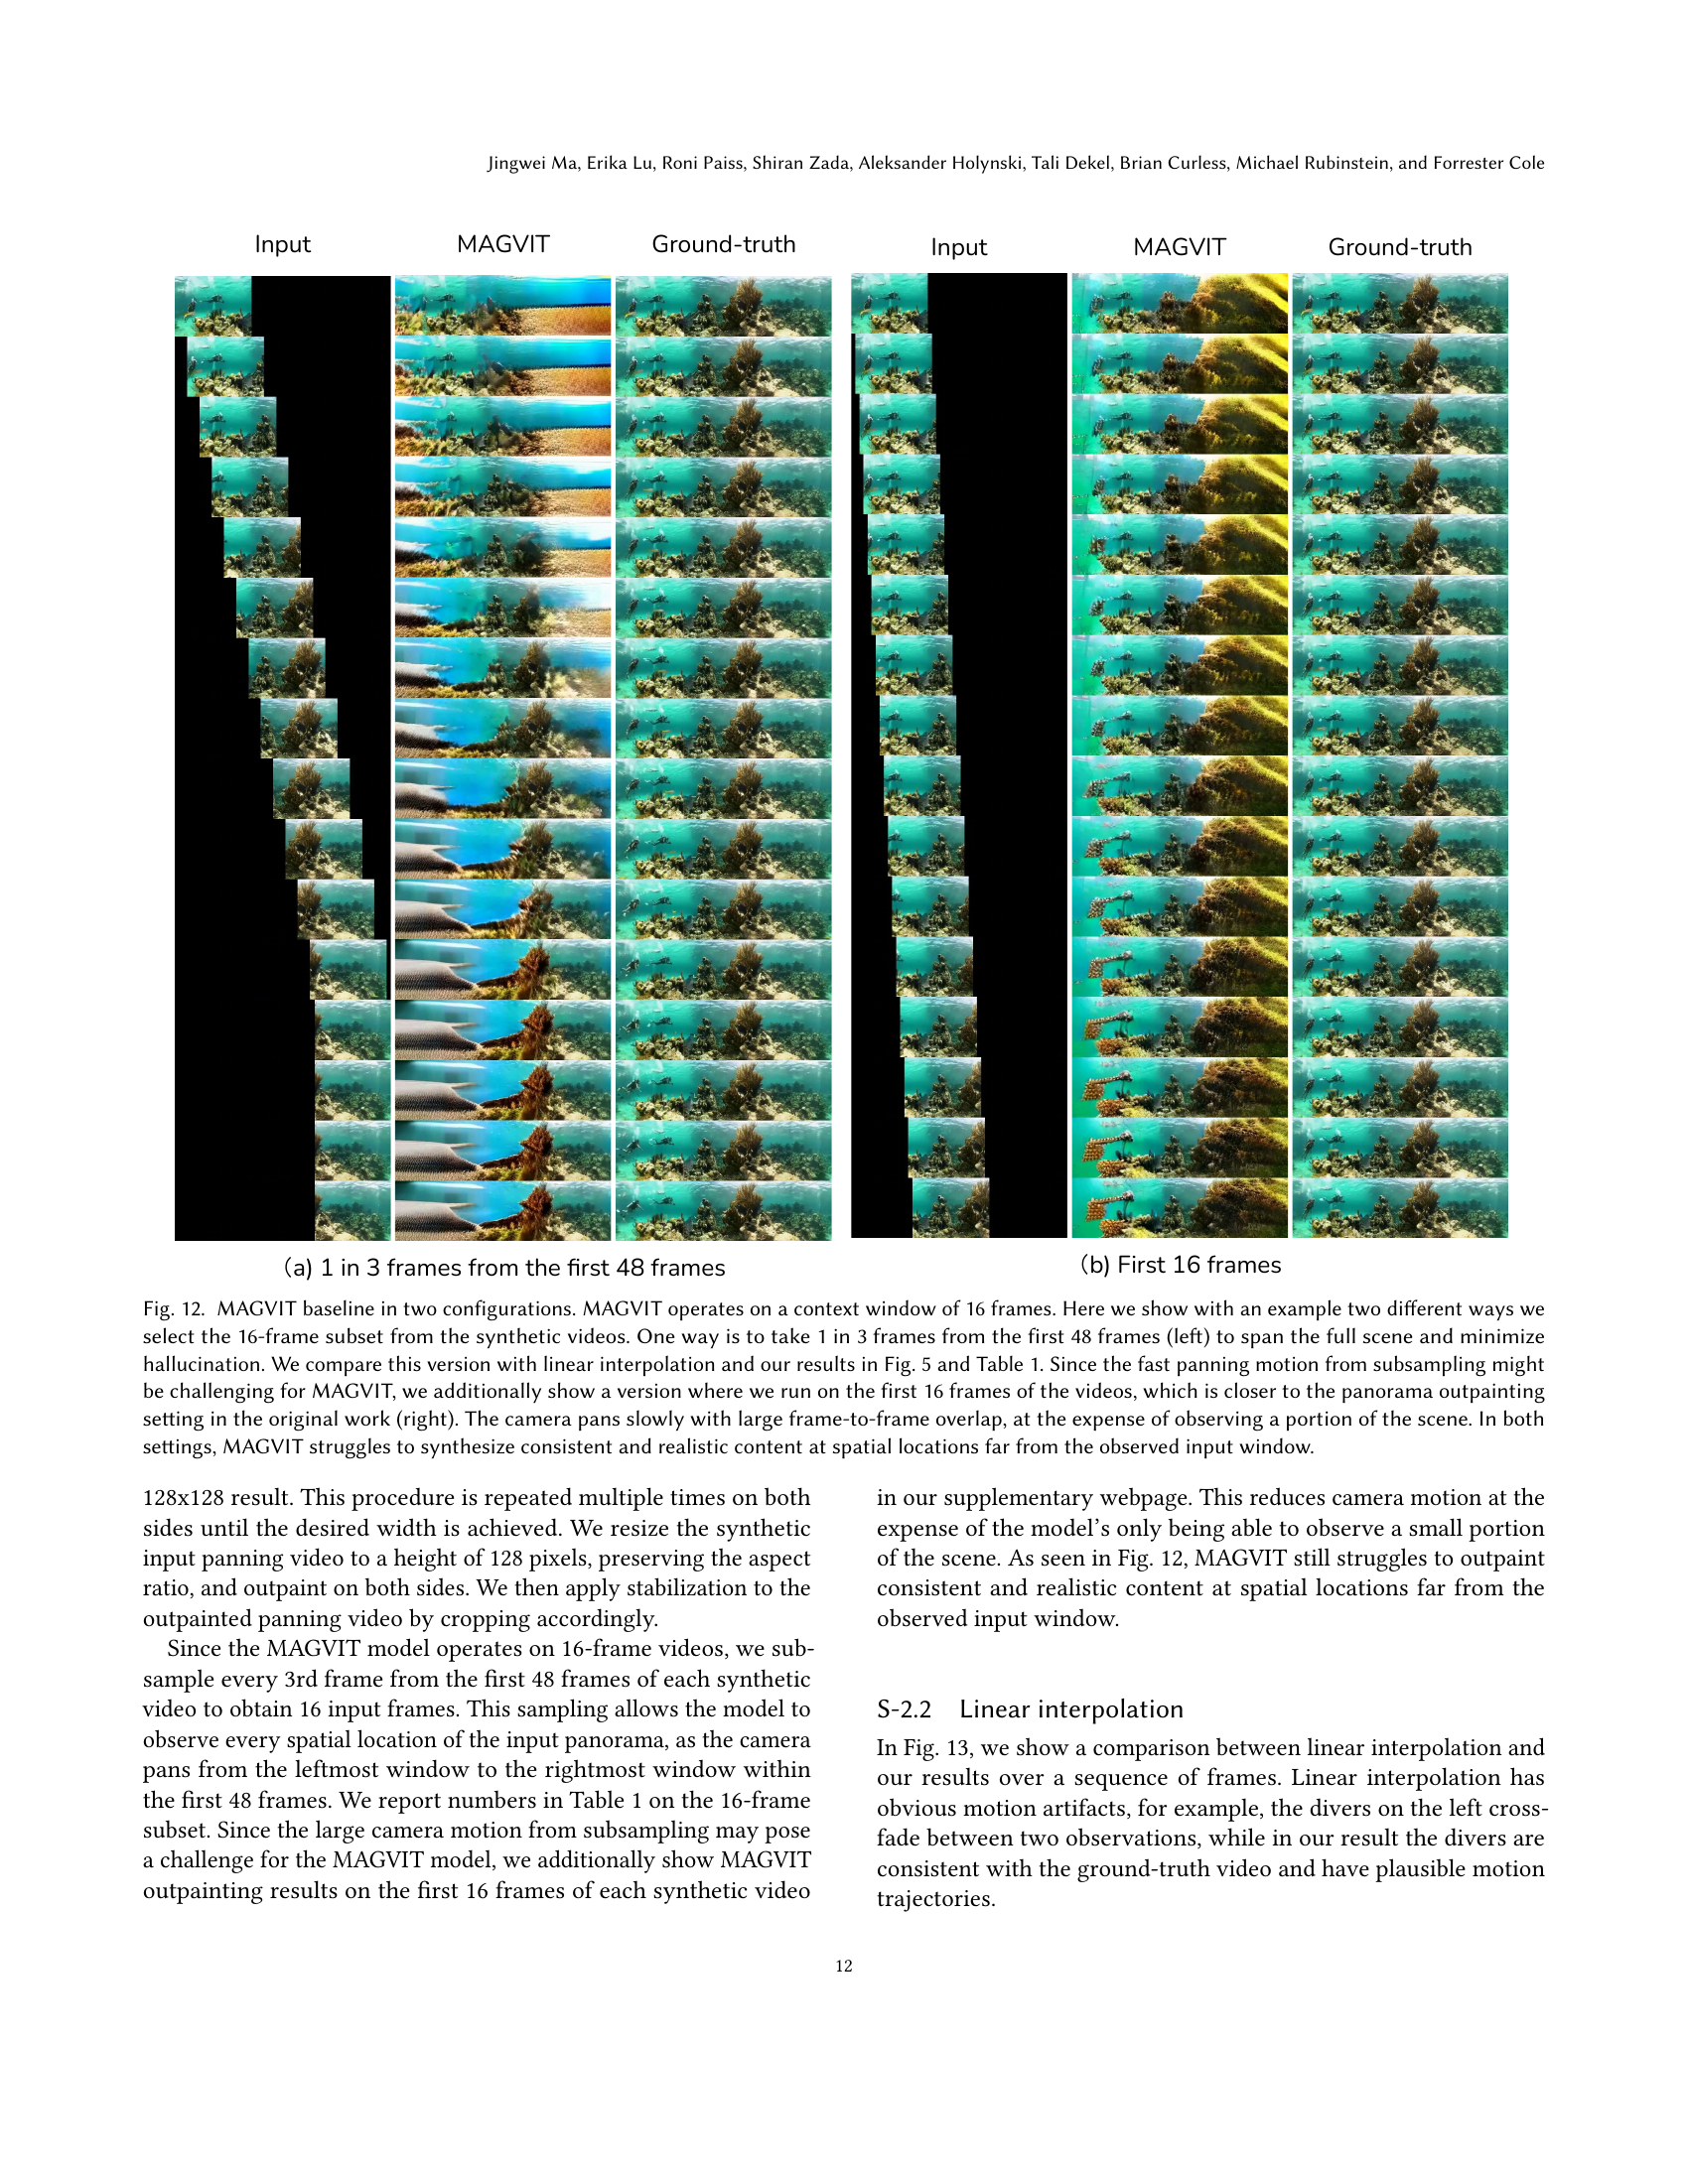 Jingwei Ma, Erika Lu, Roni Paiss, Shiran Zada, Aleksander Holynski, Tali Dekel, Brian Curless, Michael Rubinstein, and Forrester Cole
Input MAGVIT Ground-truth Input MAGVIT Ground-truth
(a) 1 in 3 frames from the first 48 frames
(b) First 16 frames
Fig. 12. MAGVIT baseline in two configurations. MAGVIT operates on a context window of 16 frames. Here we show with an example two different ways we
select the 16-frame subset from the synthetic videos. One way is to take 1 in 3 frames from the first 48 frames (left) to span the full scene and minimize
hallucination. We compare this version with linear interpolation and our results in Fig. 5 and Table 1. Since the fast panning motion from subsampling might
be challenging for MAGVIT, we additionally show a version where we run on the first 16 frames of the videos, which is closer to the panorama outpainting
setting in the original work (right). The camera pans slowly with large frame-to-frame overlap, at the expense of observing a portion of the scene. In both
settings, MAGVIT struggles to synthesize consistent and realistic content at spatial locations far from the observed input window.
128x128 result. This procedure is repeated multiple times on both
sides until the desired width is achieved. We resize the synthetic
input panning video to a height of 128 pixels, preserving the aspect
ratio, and outpaint on both sides. We then apply stabilization to the
outpainted panning video by cropping accordingly.
Since the MAGVIT model operates on 16-frame videos, we sub-
sample every 3rd frame from the first 48 frames of each synthetic
video to obtain 16 input frames. This sampling allows the model to
observe every spatial location of the input panorama, as the camera
pans from the leftmost window to the rightmost window within
the first 48 frames. We report numbers in Table 1 on the 16-frame
subset. Since the large camera motion from subsampling may pose
a challenge for the MAGVIT model, we additionally show MAGVIT
outpainting results on the first 16 frames of each synthetic video
in our supplementary webpage. This reduces camera motion at the
expense of the model's only being able to observe a small portion
of the scene. As seen in Fig. 12, MAGVIT still struggles to outpaint
consistent and realistic content at spatial locations far from the
observed input window.
S-2.2 Linear interpolation
In Fig. 13, we show a comparison between linear interpolation and
our results over a sequence of frames. Linear interpolation has
obvious motion artifacts, for example, the divers on the left cross-
fade between two observations, while in our result the divers are
consistent with the ground-truth video and have plausible motion
trajectories.
12